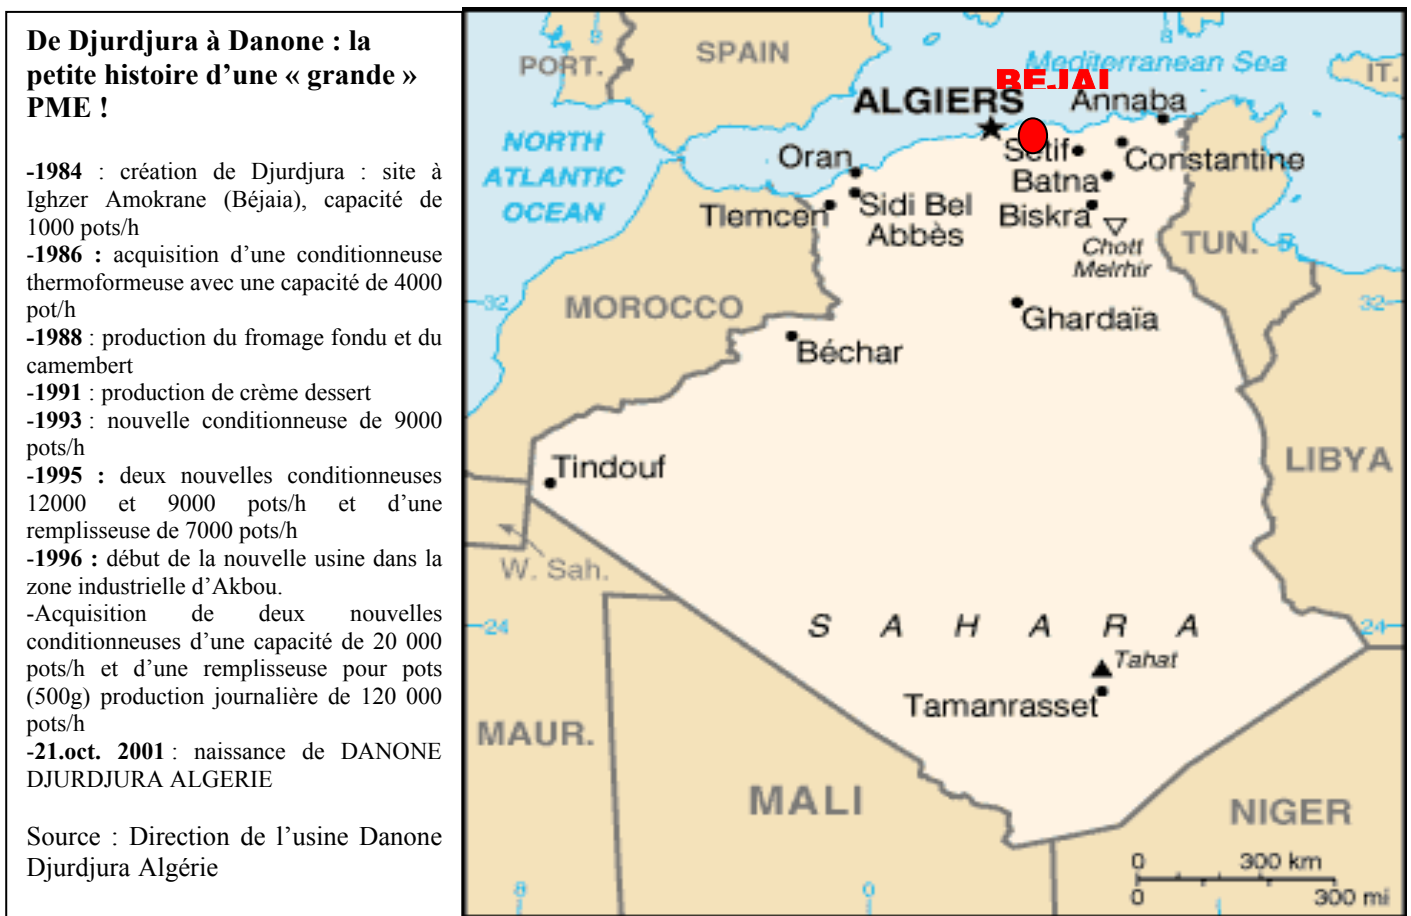 De Djurdjura à Danone : la
petite histoire d’une « grande »
PME !
-1984 : création de Djurdjura : site à
Ighzer Amokrane (Béjaia), capacité de
1000 pots/h
-1986 : acquisition d’une conditionneuse
thermoformeuse avec une capacité de 4000
pot/h
-1988 : production du fromage fondu et du
camembert
-1991 : production de crème dessert
-1993 : nouvelle conditionneuse de 9000
pots/h
-1995 : deux nouvelles conditionneuses
12000 et 9000 pots/h et d’une
remplisseuse de 7000 pots/h
-1996 : début de la nouvelle usine dans la
zone industrielle d’Akbou.
-Acquisition de deux nouvelles
conditionneuses d’une capacité de 20 000
pots/h et d’une remplisseuse pour pots
(500g) production journalière de 120 000
pots/h
-21.oct. 2001 : naissance de DANONE
DJURDJURA ALGERIE
Source : Direction de l’usine Danone
Djurdjura Algérie
8
8
PORT.
SPAIN
Mediterranean Sea
IT.
BEJAI
ALGIERS
Annaba
NORTH
ATLANTIC
OCEAN
Oran
Setif
Constantine
Batna
Tlemcen
Sidi Bel
Abbès
Biskra
Chott
Melrhir
TUN.
32
MOROCCO
Ghardaïa
32
Béchar
Tindouf
LIBYA
W. Sah.
24
S A H A R A
24
Tahat
Tamanrasset
MAUR.
MALI
NIGER
0 300 km
0 300 mi
8
0